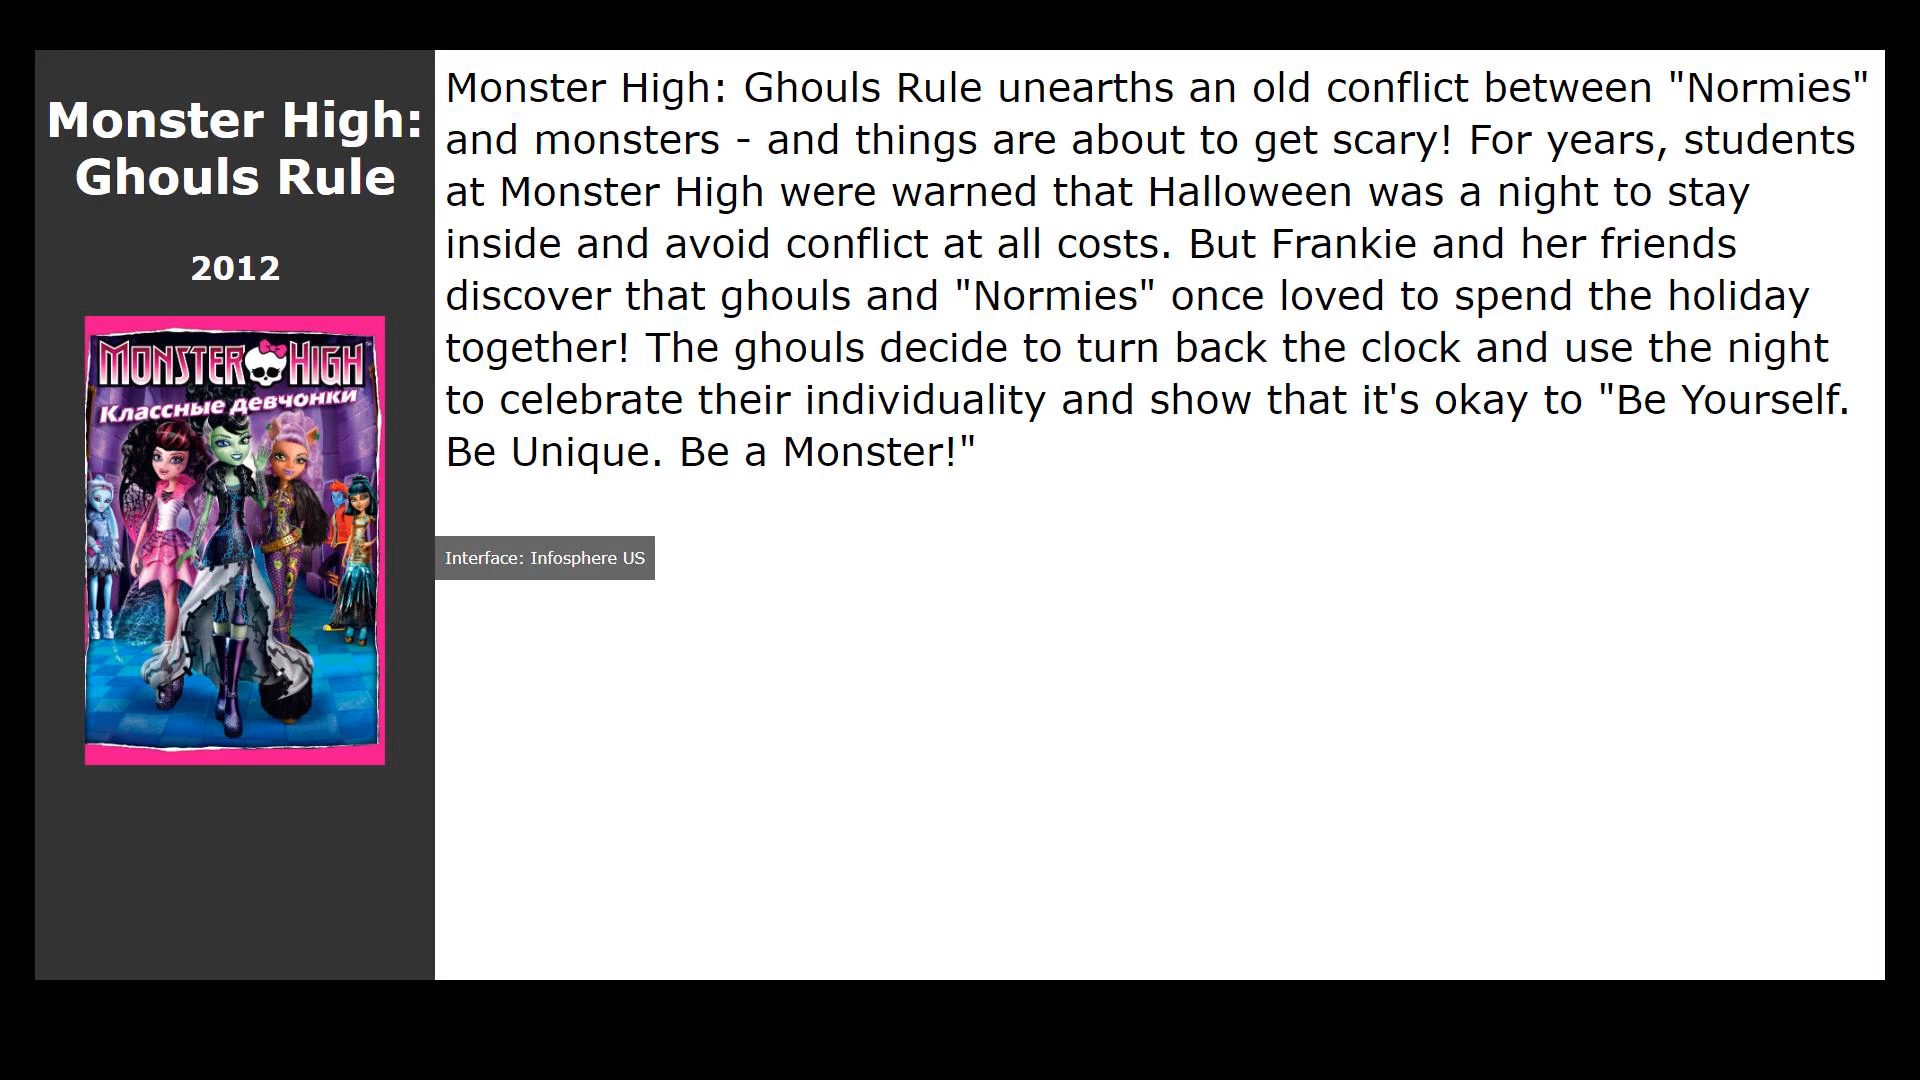 Monster High:
Ghouls Rule
2012
MONSTER HIGH
Классные девчонки
Monster High: Ghouls Rule unearths an old conflict between "Normies"
and monsters - and things are about to get scary! For years, students
at Monster High were warned that Halloween was a night to stay
inside and avoid conflict at all costs. But Frankie and her friends
discover that ghouls and "Normies" once loved to spend the holiday
together! The ghouls decide to turn back the clock and use the night
to celebrate their individuality and show that it's okay to "Be Yourself.
Be Unique. Be a Monster!"
Interface: Infosphere US